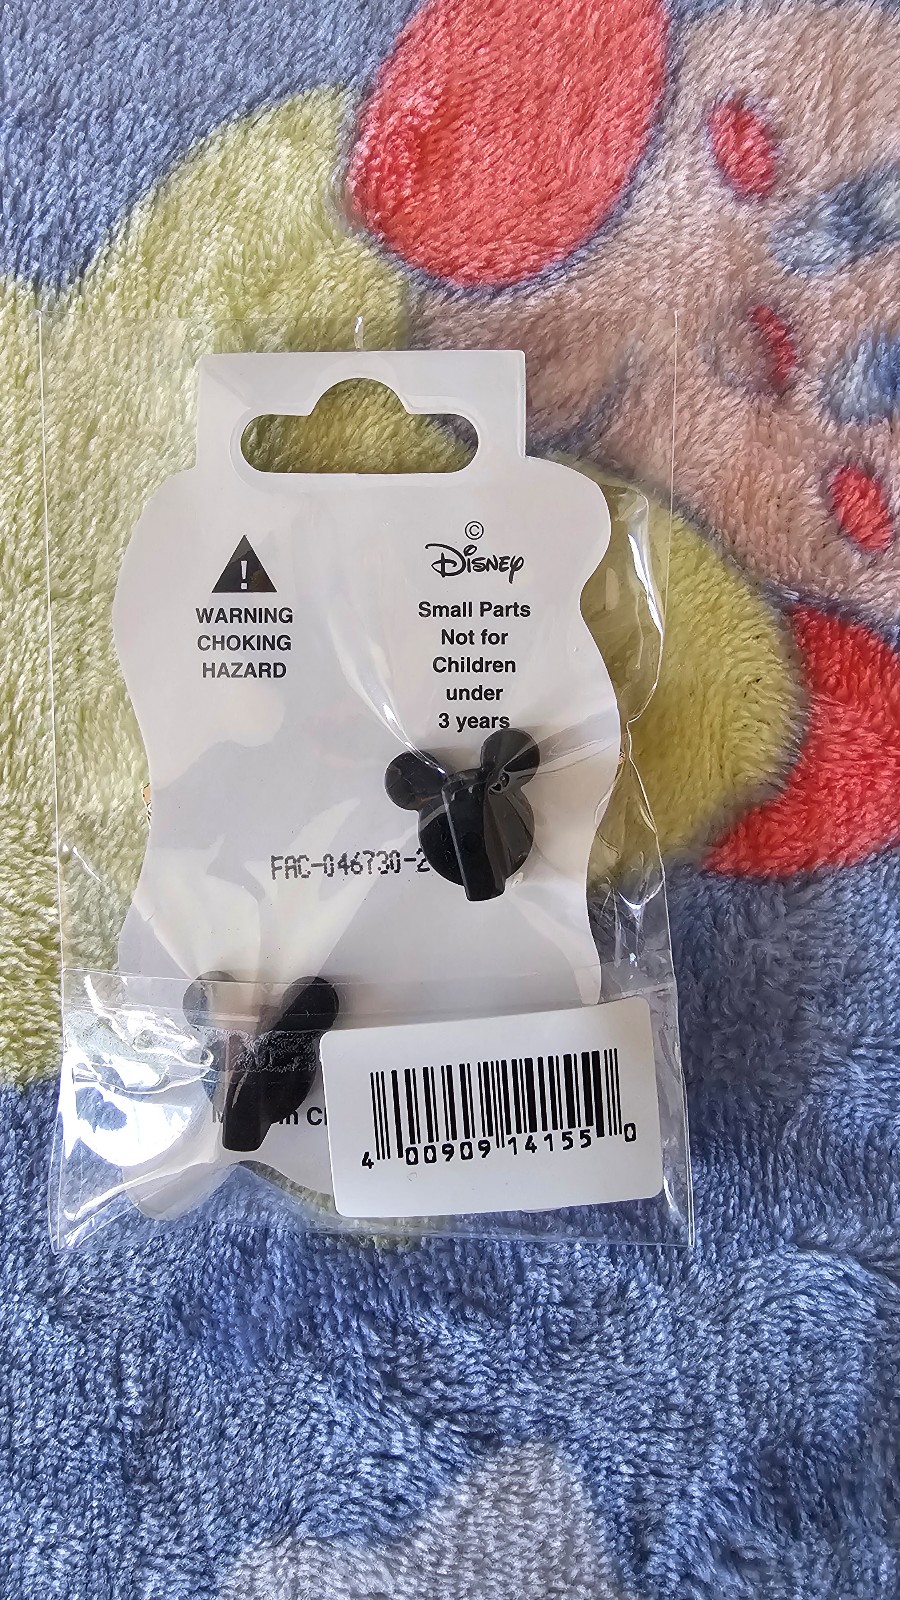 !
WARNING
CHOKING
HAZARD
©
Disney
Small Parts
Not for
Children
under
3 years
FAC-046730-2
4 00909 14155 0